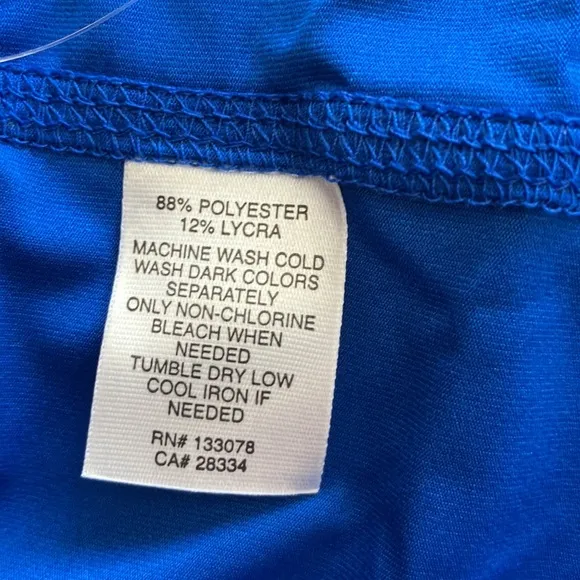 88% POLYESTER
12% LYCRA
MACHINE WASH COLD
WASH DARK COLORS
SEPARATELY
ONLY NON-CHLORINE
BLEACH WHEN
NEEDED
TUMBLE DRY LOW
COOL IRON IF
NEEDED
RN# 133078
CA# 28334